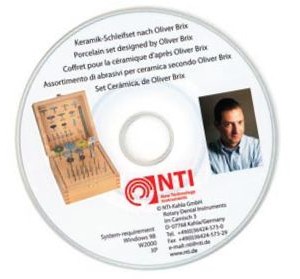 Keramik-Schleifset nach Oliver Brix
Porcelain set designed by Oliver Brix
Coffret pour la céramique d'après Oliver Brix
Assortimento di abrasivi per ceramica secondo Oliver Brix
Set Cerámica, de Oliver Brix
NTI
New Technology
Instruments
© NTI-Kahla GmbH
Rotary Dental Instruments
Im Camisch 3
D-07768 Kahla/Germany
Tel. +49(0)36424-573-0
Fax +49(0)36424-573-29
e-mail nti@nti.de
www.nti.de
System-requirement
Windows 98
W2000
XP